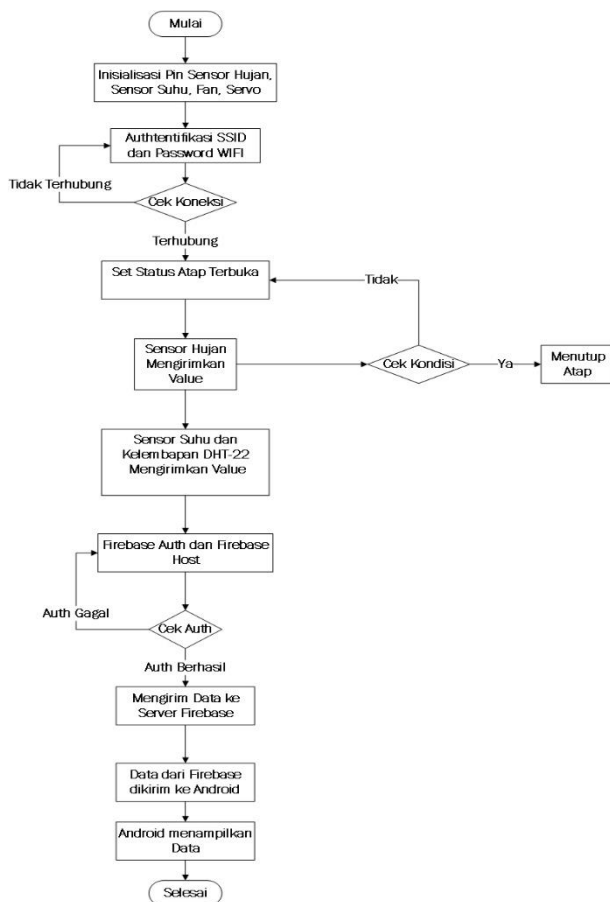 Mulai
Inisialisasi Pin Sensor Hujan,
Sensor Suhu, Fan, Servo
Authtentifikasi SSID
dan Password WIFI
Tidak Terhubung
Cek Koneksi
Terhubung
Set Status Atap Terbuka
Tidak
Sensor Hujan
Mengirimkan
Value
Cek Kondisi
Ya
Menutup
Atap
Sensor Suhu dan
Kelembapan DHT-22
Mengirimkan Value
Firebase Auth dan Firebase
Host
Auth Gagal
Cek Auth
Auth Berhasil
Mengirim Data ke
Server Firebase
Data dari Firebase
dikirim ke Android
Android menampilkan
Data
Selesai